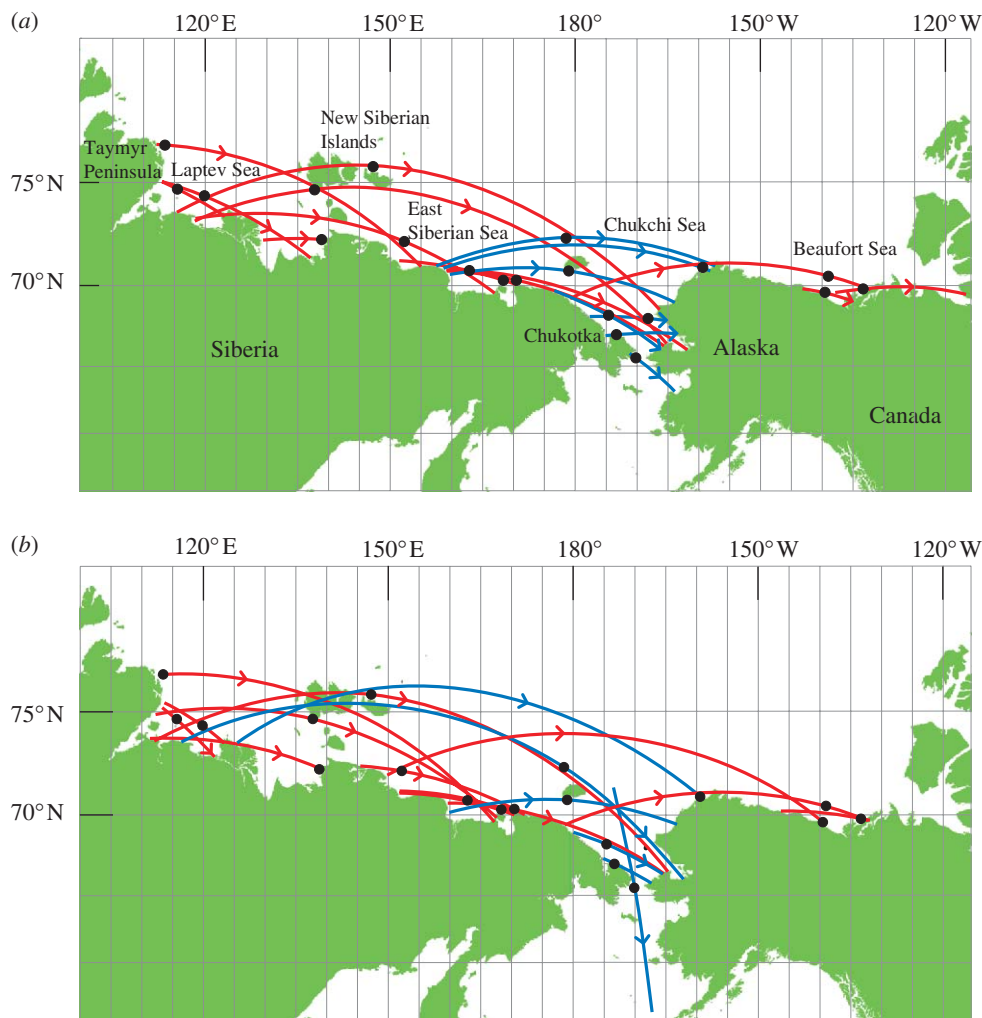 (a)
120° E 150° E 180° 150° W 120° W
75° N
70° N
Taymyr
Peninsula
Laptev Sea
New Siberian
Islands
East
Siberian Sea
Chukchi Sea
Beaufort Sea
Siberia
Chukotka
Alaska
Canada
(b)
120° E 150° E 180° 150° W 120° W
75° N
70° N